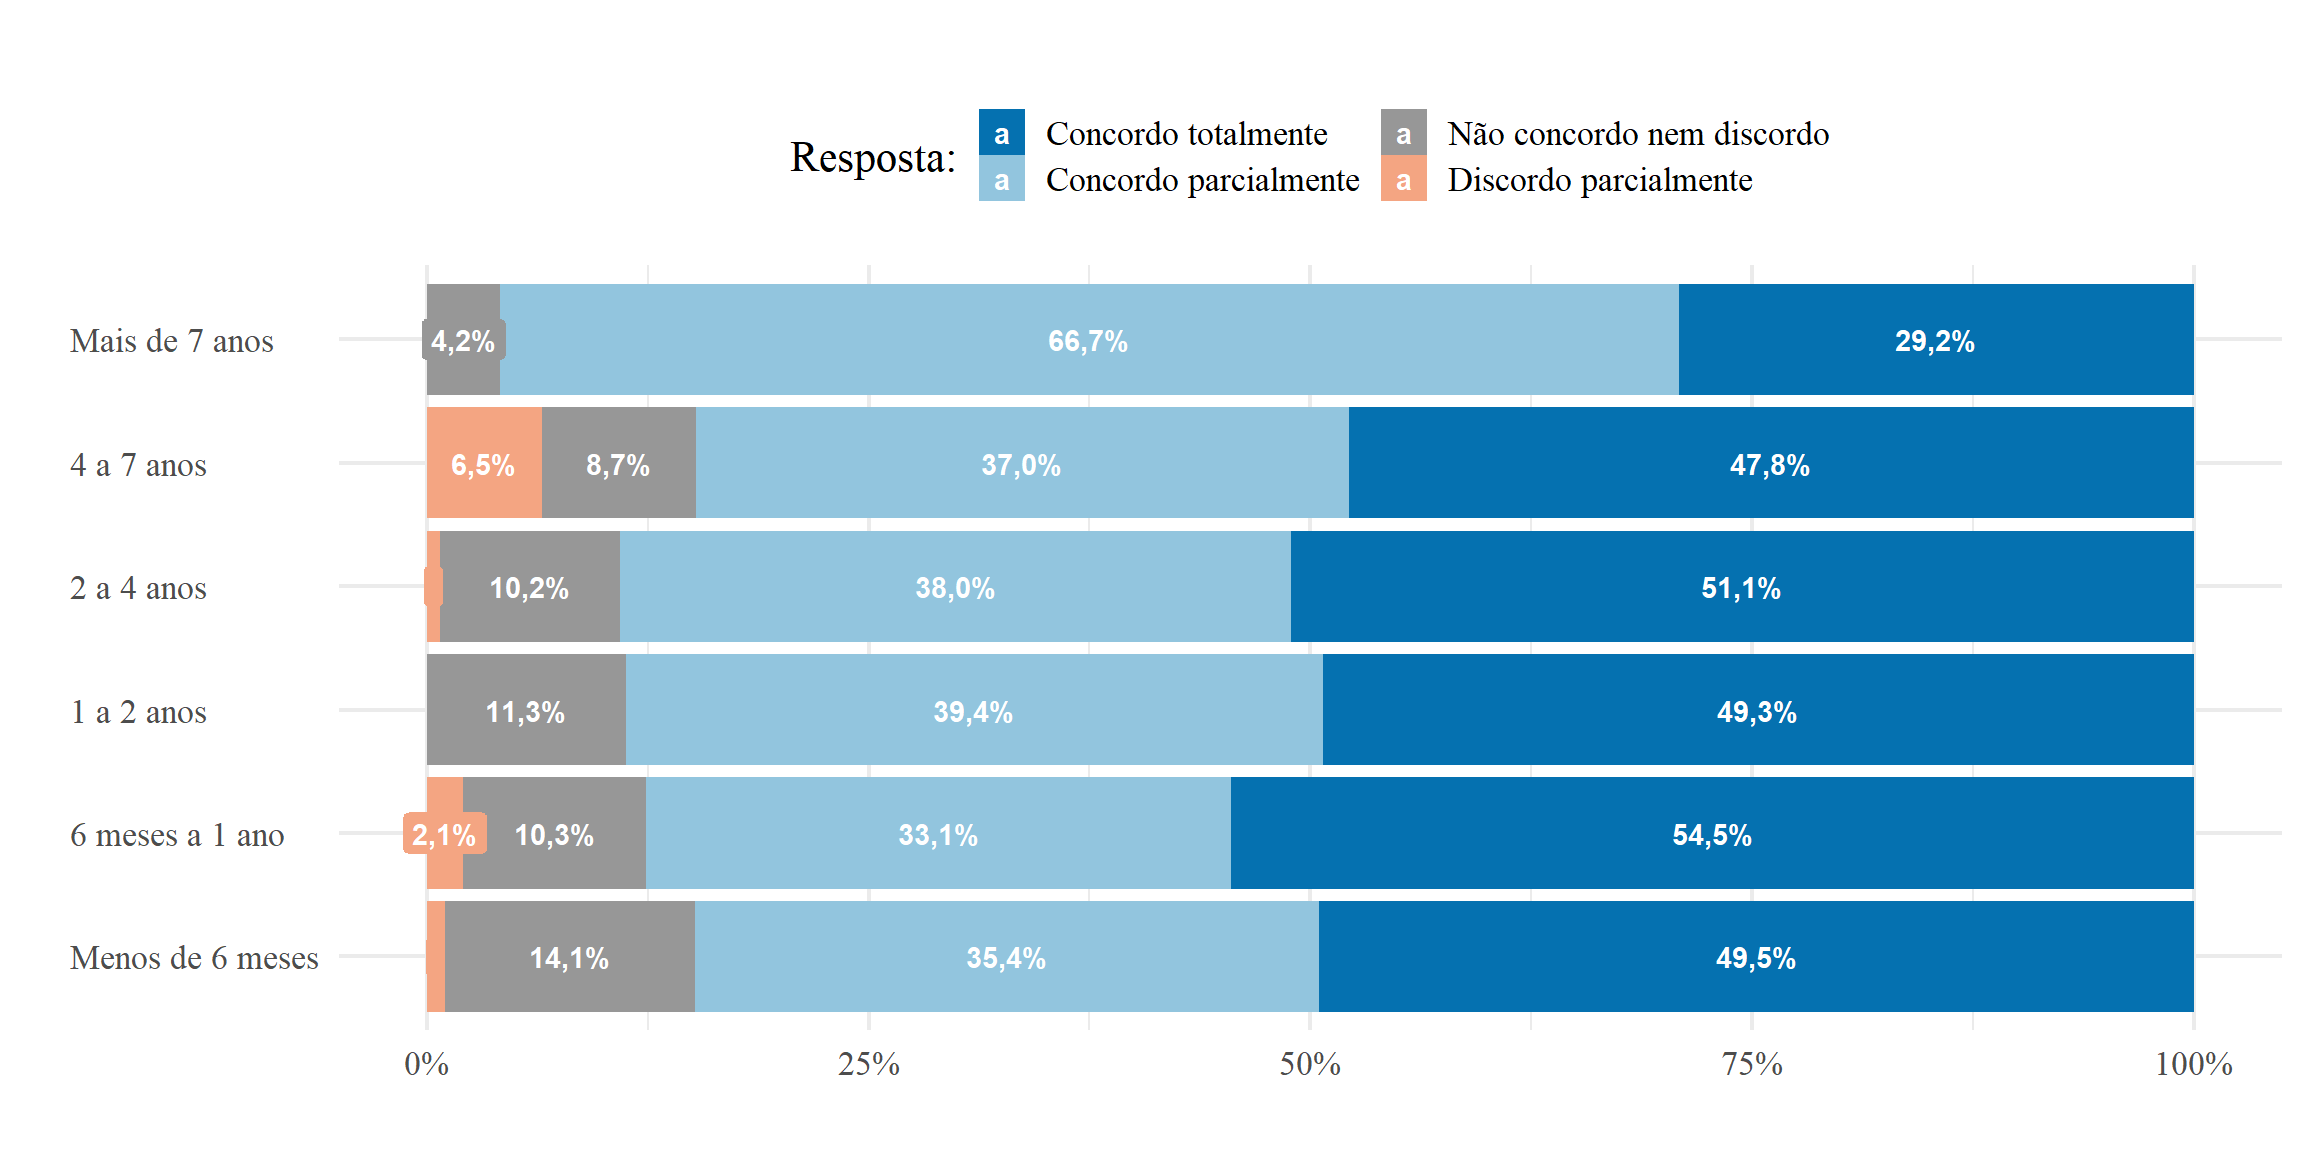 Resposta:
a Concordo totalmente
a Concordo parcialmente
a Não concordo nem discordo
a Discordo parcialmente
Mais de 7 anos 4,2% 66,7% 29,2%
4 a 7 anos 6,5% 8,7% 37,0% 47,8%
2 a 4 anos 10,2% 38,0% 51,1%
1 a 2 anos 11,3% 39,4% 49,3%
6 meses a 1 ano 2,1% 10,3% 33,1% 54,5%
Menos de 6 meses 14,1% 35,4% 49,5%
0% 25% 50% 75% 100%